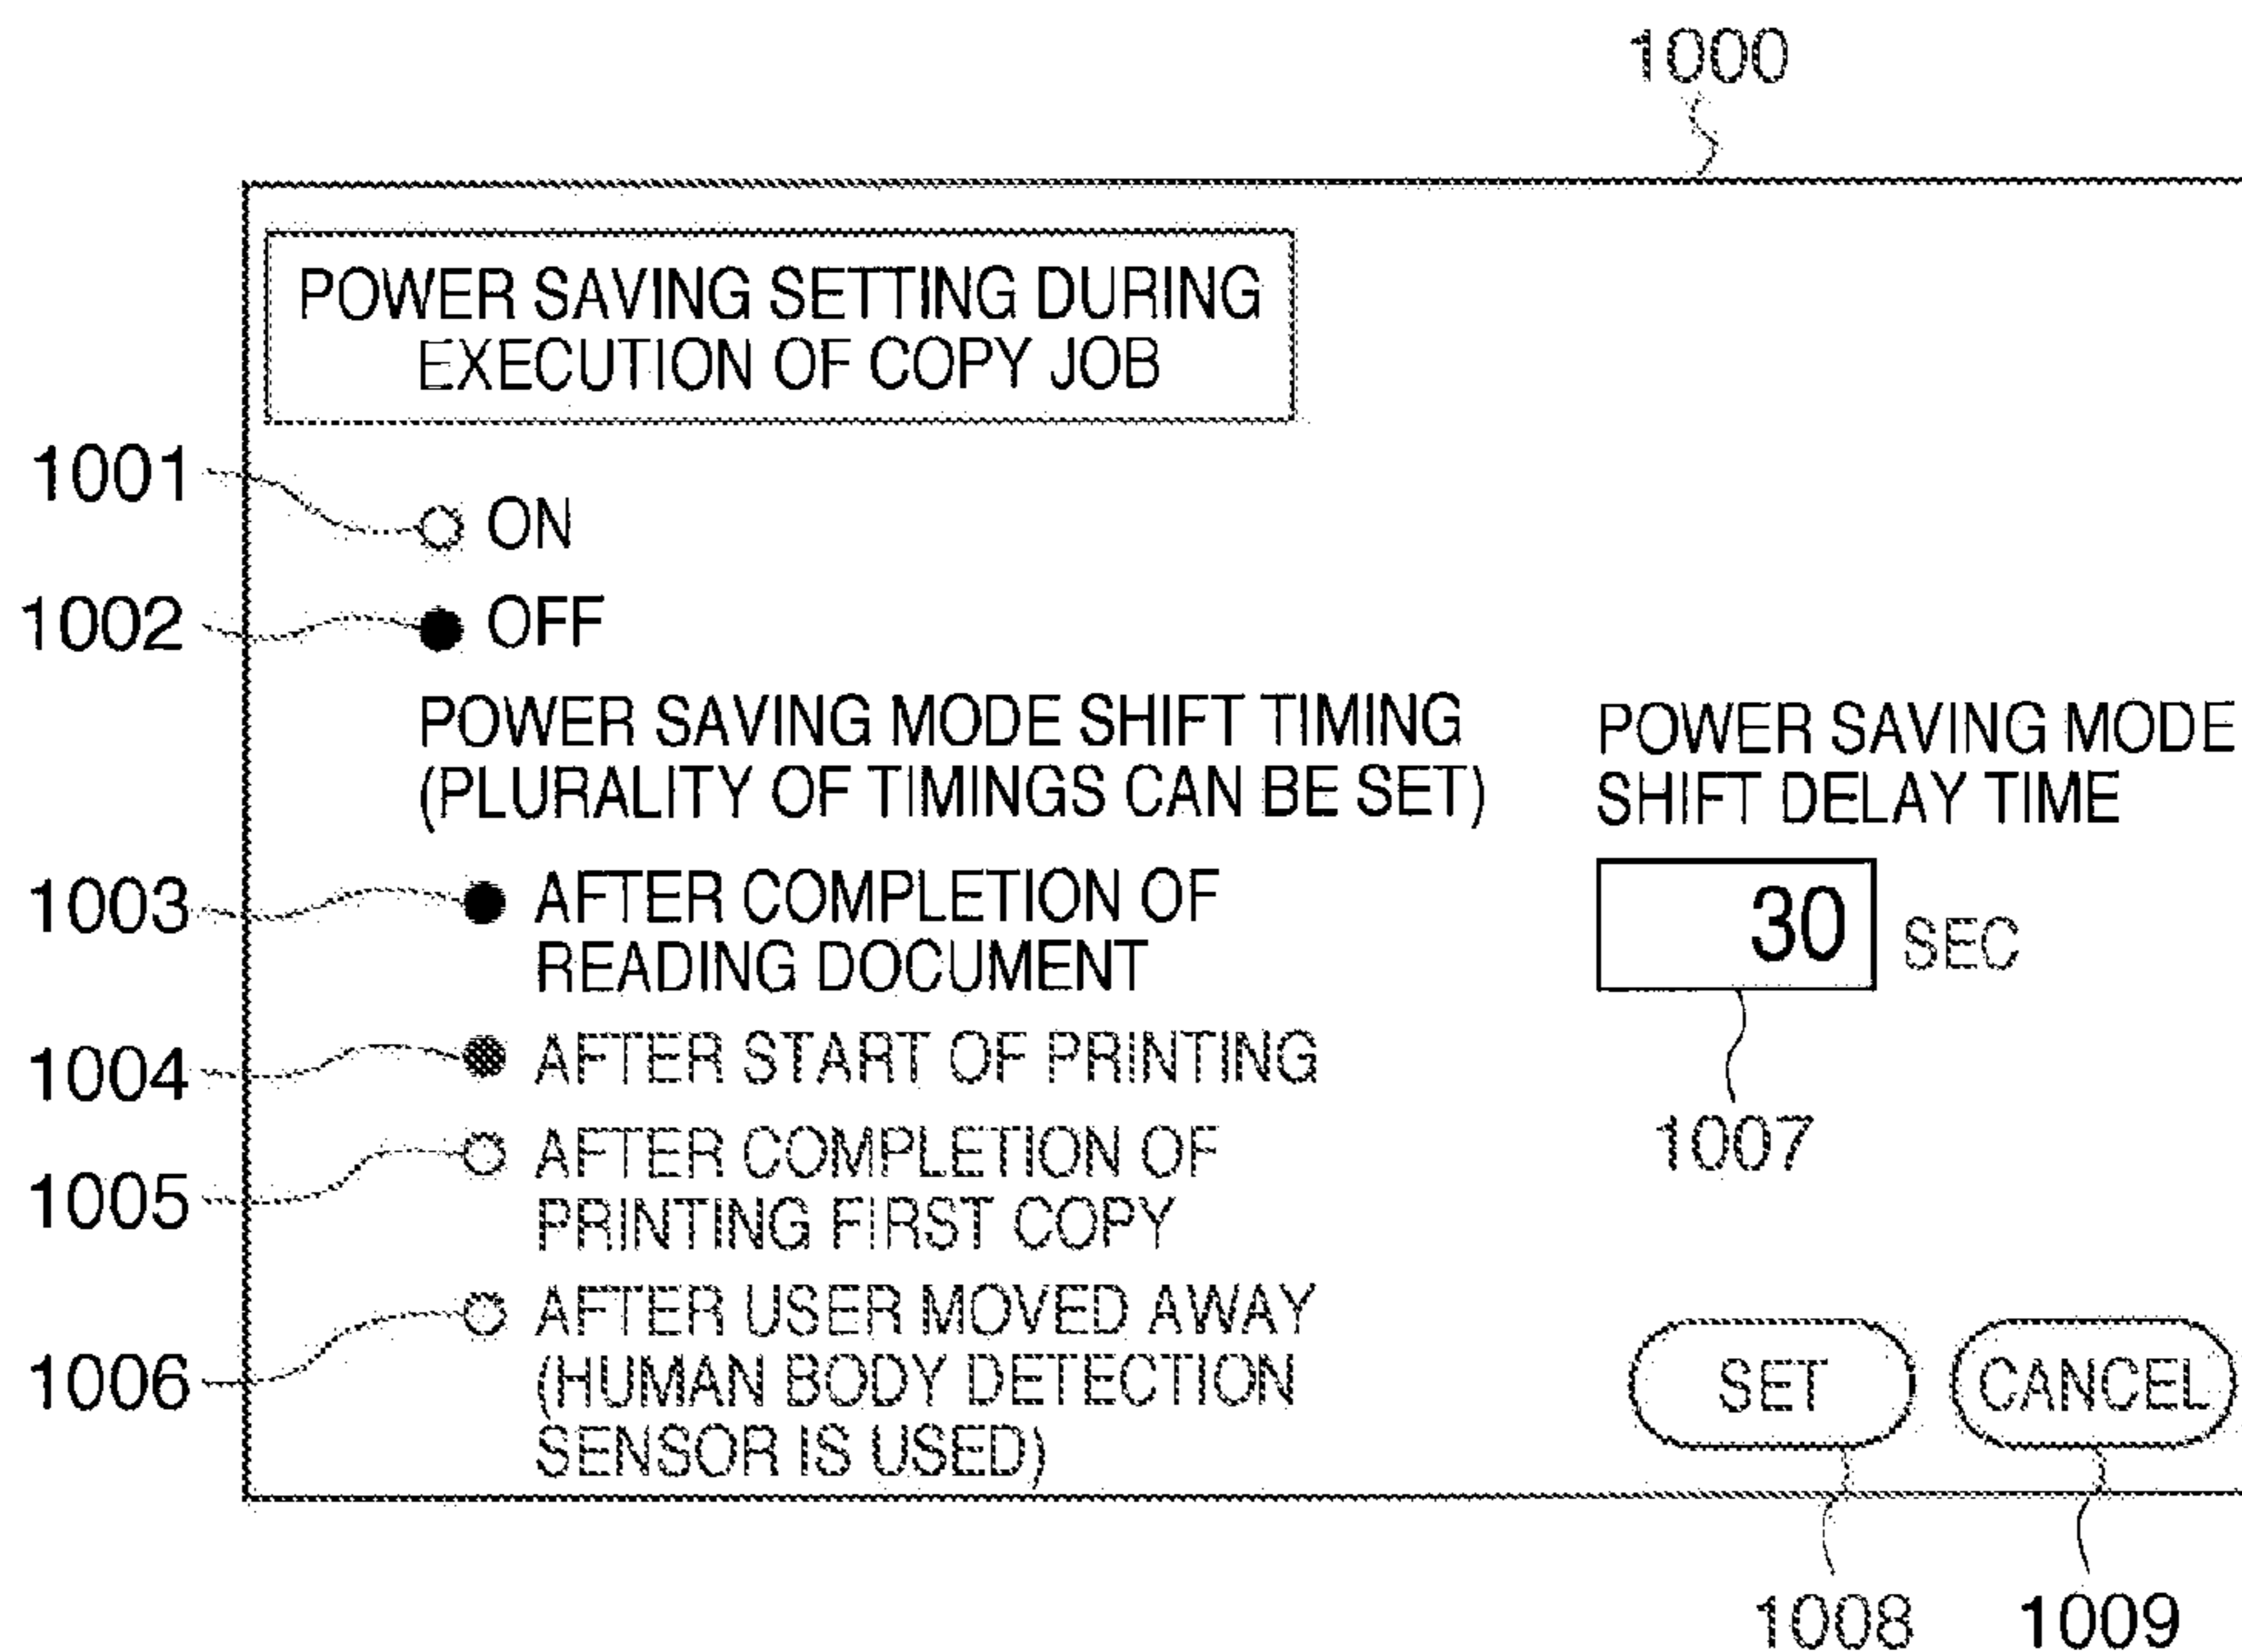 1000
POWER SAVING SETTING DURING
EXECUTION OF COPY JOB
1001
ON
1002
OFF
POWER SAVING MODE SHIFT TIMING
(PLURALITY OF TIMINGS CAN BE SET)
POWER SAVING MODE
SHIFT DELAY TIME
1003
AFTER COMPLETION OF
READING DOCUMENT
30 SEC
1004
AFTER START OF PRINTING
1007
1005
AFTER COMPLETION OF
PRINTING FIRST COPY
1006
AFTER USER MOVED AWAY
(HUMAN BODY DETECTION
SENSOR IS USED)
SET
CANCEL
1008
1009